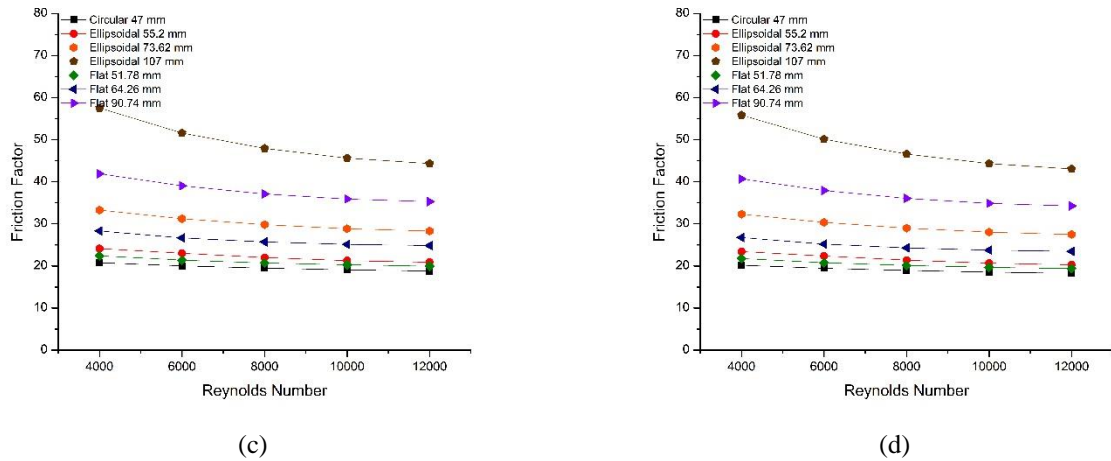 80
70
60
50
40
30
20
10
0
Friction Factor
Circular 47 mm
Ellipsoidal 55.2 mm
Ellipsoidal 73.62 mm
Ellipsoidal 107 mm
Flat 51.78 mm
Flat 64.26 mm
Flat 90.74 mm
4000 6000 8000 10000 12000
Reynolds Number
(c)
80
70
60
50
40
30
20
10
0
Friction Factor
Circular 47 mm
Ellipsoidal 55.2 mm
Ellipsoidal 73.62 mm
Ellipsoidal 107 mm
Flat 51.78 mm
Flat 64.26 mm
Flat 90.74 mm
4000 6000 8000 10000 12000
Reynolds Number
(d)